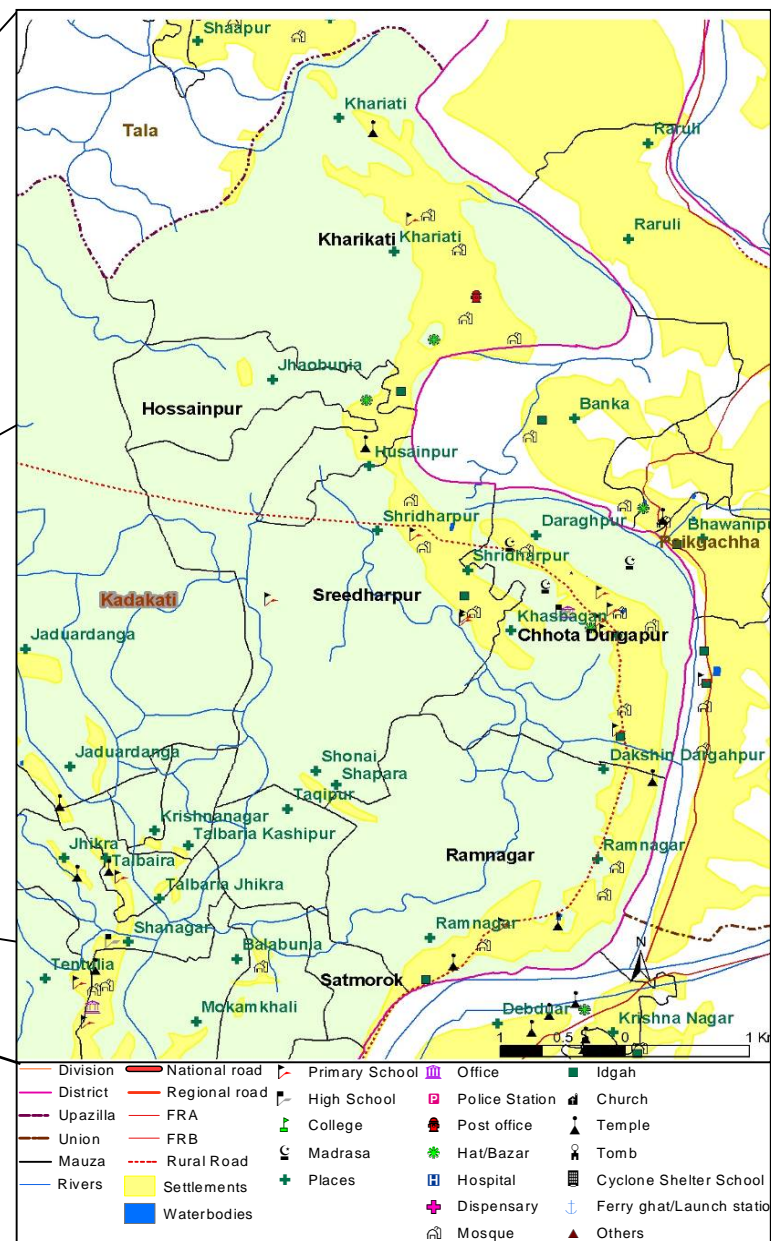 Shaapur
Tala
Khariati
Raruli
Kharikati
Khariati
Raruli
Jhaobunia
Hossainpur
Banka
Husainpur
Shridharpur
Daraghpur
Bhawanipu
Paikgachha
Shridharpur
Kadakati
Sreedharpur
Khasbagan
Chhota Durgapur
Jaduardanga
Jaduardanga
Shonai
Shapara
Dakshin Dargahpur
Taqipur
Krishnanagar
Talbaria Kashipur
Jhikra
Talbaira
Ramnagar
Ramnagar
Talbaria Jhikra
Ramnagar
Shanagar
Balabunja
Satmorok
N
Tentulia
Mokamkhali
Debduar
Krishna Nagar
1 0.5 0 1 Km
Division
District
Upazilla
Union
Mauza
Rivers
National road
Regional road
FRA
FRB
Rural Road
Settlements
Waterbodies
Primary School
High School
College
Madrasa
Places
Office
P Police Station
Post office
Hat/Bazar
H Hospital
Dispensary
Mosque
Idgah
Church
Temple
Tomb
Cyclone Shelter School
Ferry ghat/Launch statio
Others